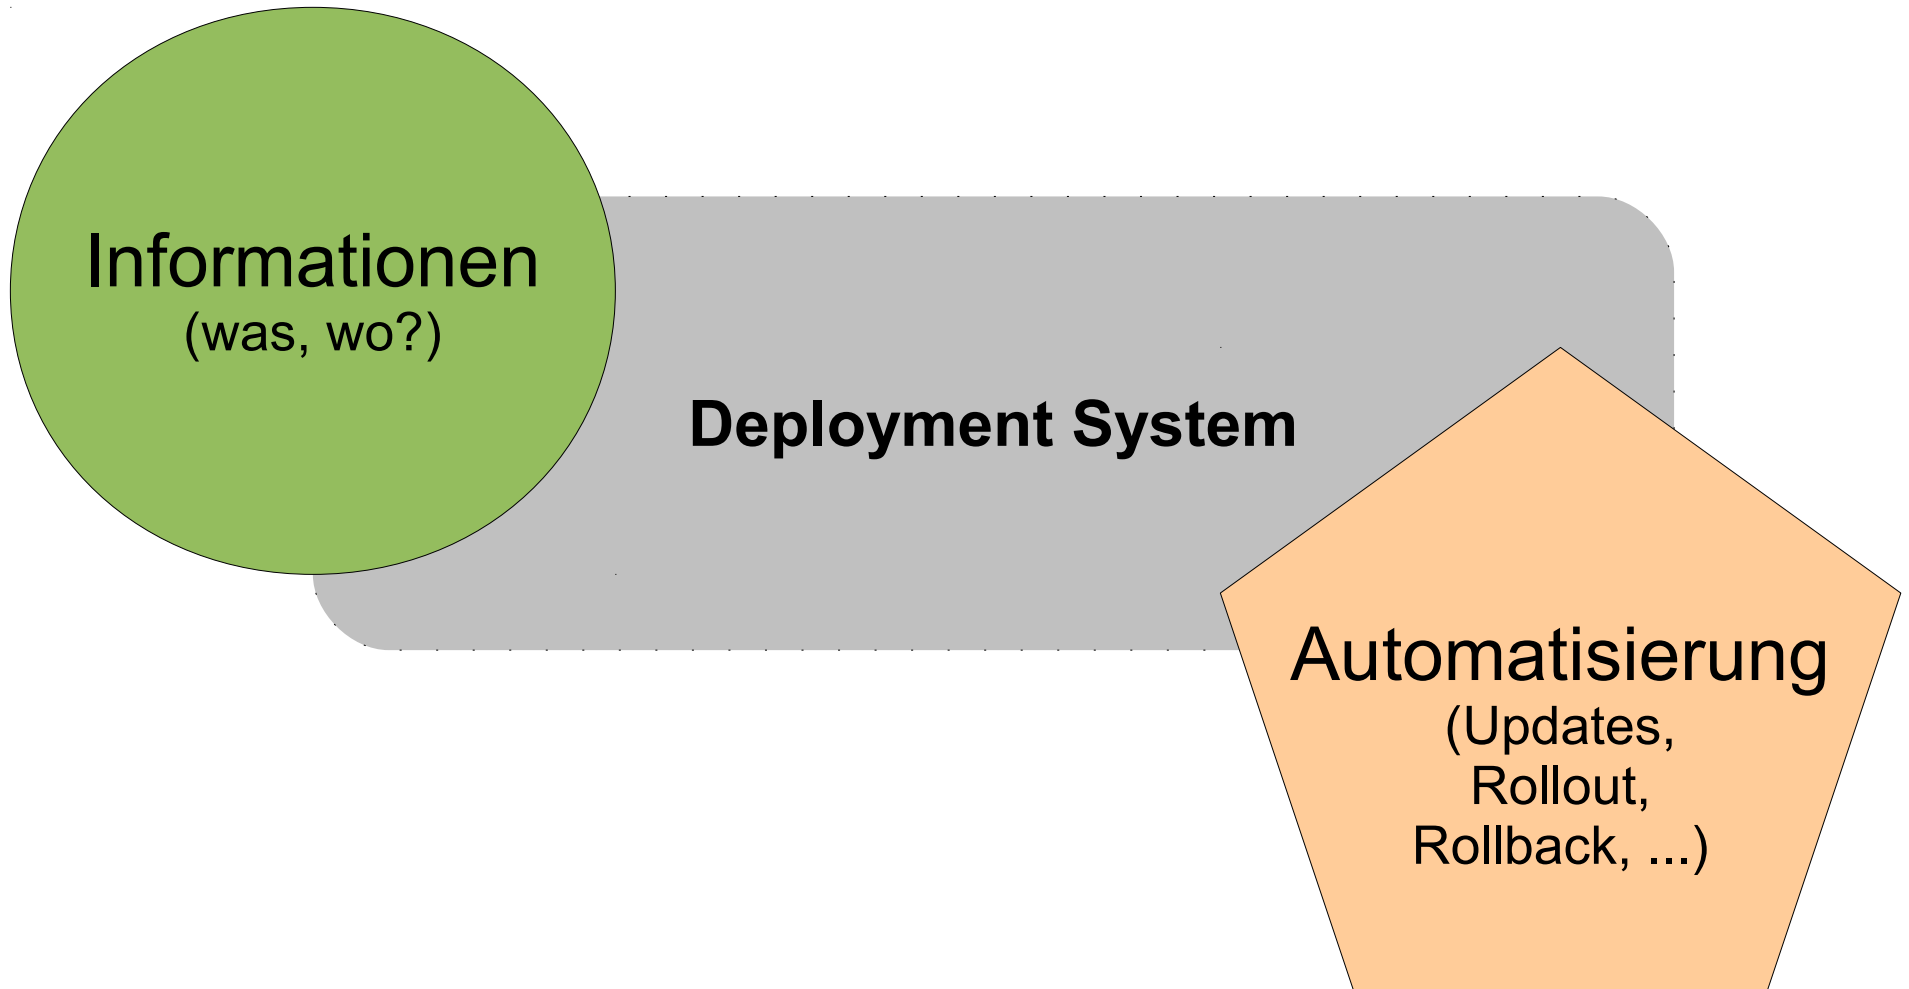 Informationen
(was, wo?)
Deployment System
Automatisierung
(Updates,
Rollout,
Rollback, ...)